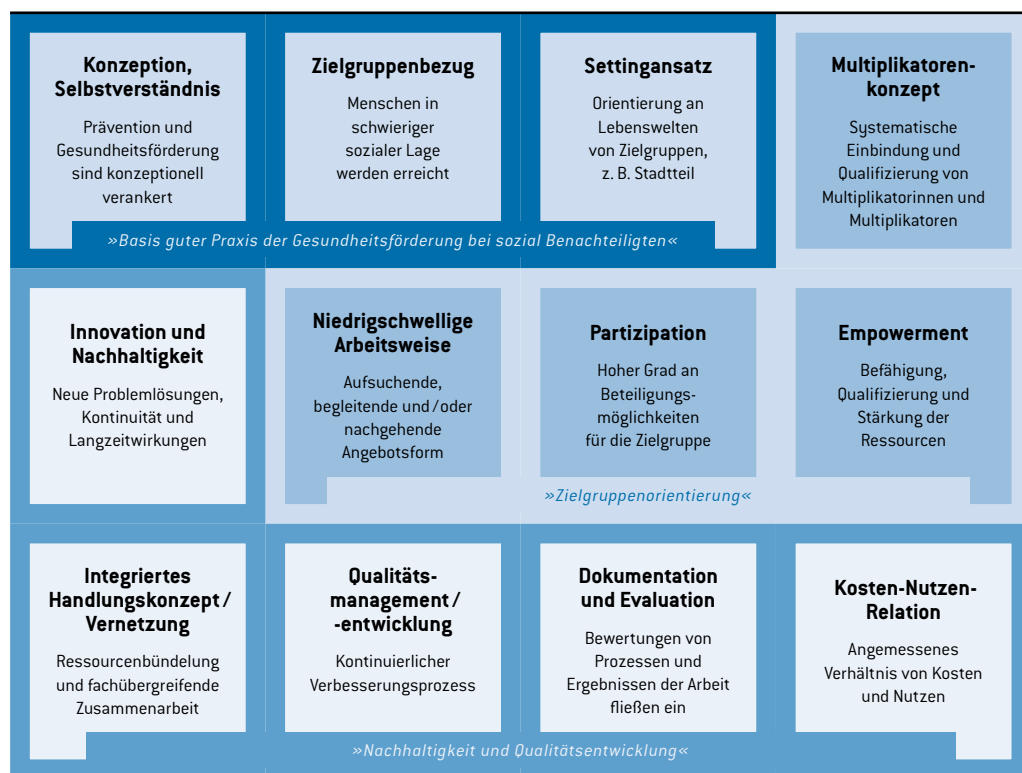 Konzeption,
Selbstverständnis
Prävention und
Gesundheitsförderung
sind konzeptionell
verankert
Zielgruppenbezug
Menschen in
schwieriger
sozialer Lage
werden erreicht
Settingansatz
Orientierung an
Lebenswelten
von Zielgruppen,
z. B. Stadtteil
Multiplikatoren-
konzept
Systematische
Einbindung und
Qualifizierung von
Multiplikatorinnen und
Multiplikatoren
»Basis guter Praxis der Gesundheitsförderung bei sozial Benachteiligten«
Innovation und
Nachhaltigkeit
Neue Problemlösungen,
Kontinuität und
Langzeitwirkungen
Niedrigschwellige
Arbeitsweise
Aufsuchende,
begleitende und / oder
nachgehende
Angebotsform
Partizipation
Hoher Grad an
Beteiligungs-
möglichkeiten
für die Zielgruppe
Empowerment
Befähigung,
Qualifizierung und
Stärkung der
Ressourcen
»Zielgruppenorientierung«
Integriertes
Handlungskonzept /
Vernetzung
Ressourcenbündelung
und fachübergreifende
Zusammenarbeit
Qualitäts-
management /
-entwicklung
Kontinuierlicher
Verbesserungsprozess
Dokumentation
und Evaluation
Bewertungen von
Prozessen und
Ergebnissen der Arbeit
fließen ein
Kosten-Nutzen-
Relation
Angemessenes
Verhältnis von Kosten
und Nutzen
»Nachhaltigkeit und Qualitätsentwicklung«